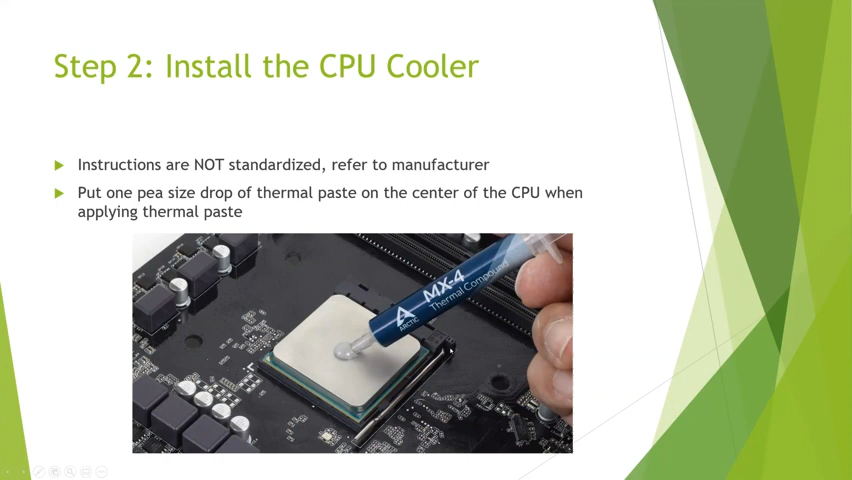 Step 2: Install the CPU Cooler
Instructions are NOT standardized, refer to manufacturer
Put one pea size drop of thermal paste on the center of the CPU when
applying thermal paste
MX-4
Thermal Compound
ARCTIC